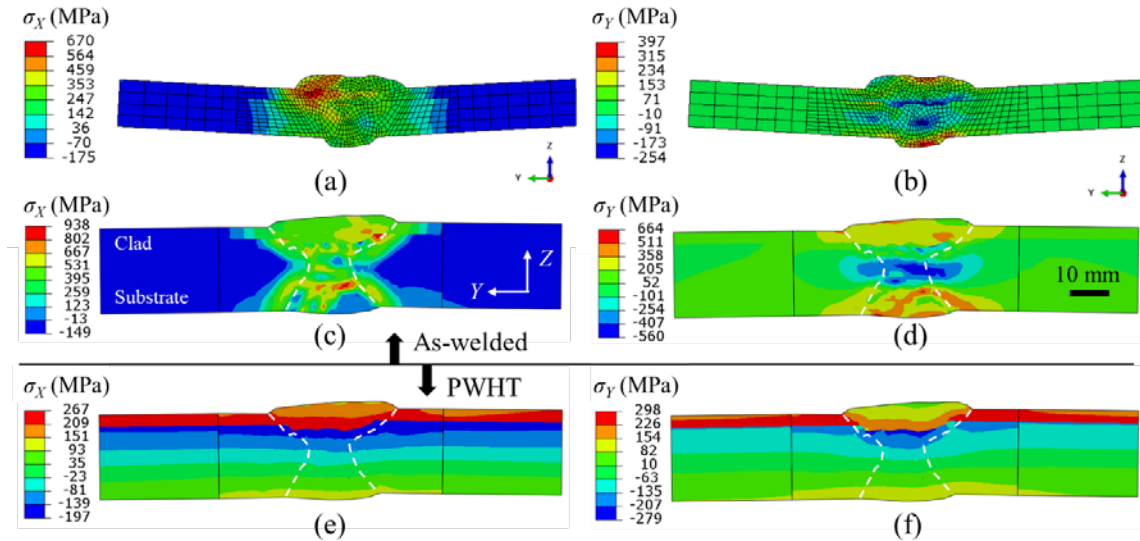 σX (MPa)
670
564
459
353
247
142
36
-70
-175
Z
Y
(a)
σY (MPa)
397
315
234
153
71
-10
-91
-173
-254
Z
Y
(b)
σX (MPa)
938
802
667
531
395
259
123
-13
-149
Clad
Substrate
Z
Y
(c)
σY (MPa)
664
511
358
205
52
-101
-254
-407
-560
10 mm
(d)
As-welded
PWHT
σX (MPa)
267
209
151
93
35
-23
-81
-139
-197
(e)
σY (MPa)
298
226
154
82
10
-63
-135
-207
-279
(f)